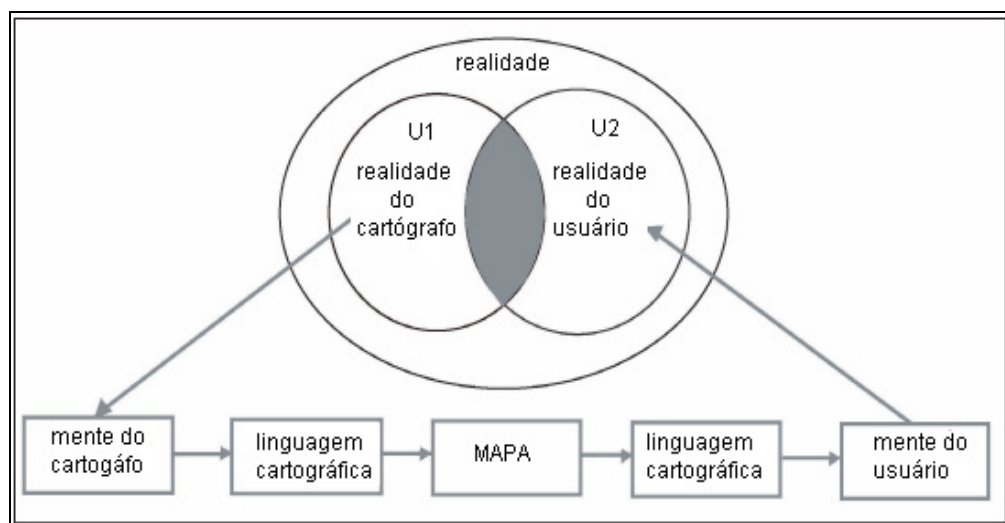 realidade
U1
realidade
do
cartógrafo
U2
realidade
do
usuário
mente do
cartogáfo
linguagem
cartográfica
MAPA
linguagem
cartográfica
mente do
usuário